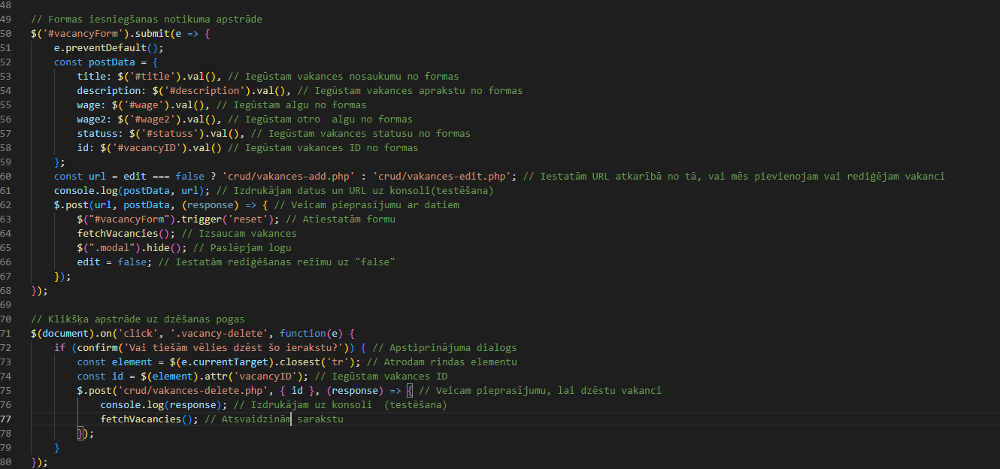 48
49 // Formas iesniegšanas notikuma apstrāde
50 $('#vacancyForm').submit(e => {
51     e.preventDefault();
52     const postData = {
53         title: $('#title').val(), // Iegūstam vakances nosaukumu no formas
54         description: $('#description').val(), // Iegūstam vakances aprakstu no formas
55         wage: $('#wage').val(), // Iegūstam algu no formas
56         wage2: $('#wage2').val(), // Iegūstam otro  algu no formas
57         statuss: $('#statuss').val(), // Iegūstam vakances statusu no formas
58         id: $('#vacancyID').val() // Iegūstam vakances ID no formas
59     };
60     const url = edit === false ? 'crud/vakances-add.php' : 'crud/vakances-edit.php'; // Iestatām URL atkarībā no tā, vai mēs pievienojam vai rediģējam vakanci
61     console.log(postData, url); // Izdrukājam datus un URL uz konsoli(testēšana)
62     $.post(url, postData, (response) => { // Veicam pieprasījumu ar datiem
63         $("#vacancyForm").trigger('reset'); // Atiestatām formu
64         fetchVacancies(); // Izsaucam vakances
65         $(".modal").hide(); // Paslēpjam logu
66         edit = false; // Iestatām rediģēšanas režīmu uz "false"
67     });
68 });
69
70 // Klikšķa apstrāde uz dzēšanas pogas
71 $(document).on('click', '.vacancy-delete', function(e) {
72     if (confirm('Vai tiešām vēlies dzēst šo ierakstu?')) { // Apstiprinājuma dialogs
73         const element = $(e.currentTarget).closest('tr'); // Atrodam rindas elementu
74         const id = $(element).attr('vacancyID'); // Iegūstam vakances ID
75         $.post('crud/vakances-delete.php', { id }, (response) => { // Veicam pieprasījumu, lai dzēstu vakanci
76             console.log(response); // Izdrukājam uz konsoli  (testēšana)
77             fetchVacancies(); // Atsvaidzinām sarakstu
78         });
79     }
80 });